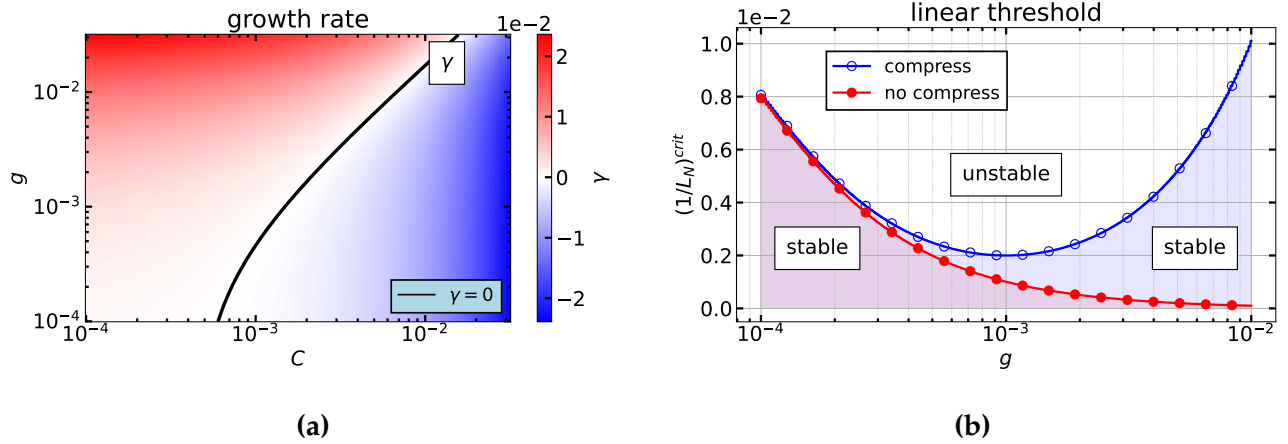 growth rate
1e−2
g
10⁻²
10⁻³
10⁻⁴
10⁻⁴
10⁻³
10⁻²
C
γ
γ = 0
2
1
0
−1
−2
γ
(a)
linear threshold
1e−2
(1/L_N)^{crit}
1.0
0.8
0.6
0.4
0.2
0.0
compress
no compress
unstable
stable
stable
10⁻⁴
10⁻³
10⁻²
g
(b)